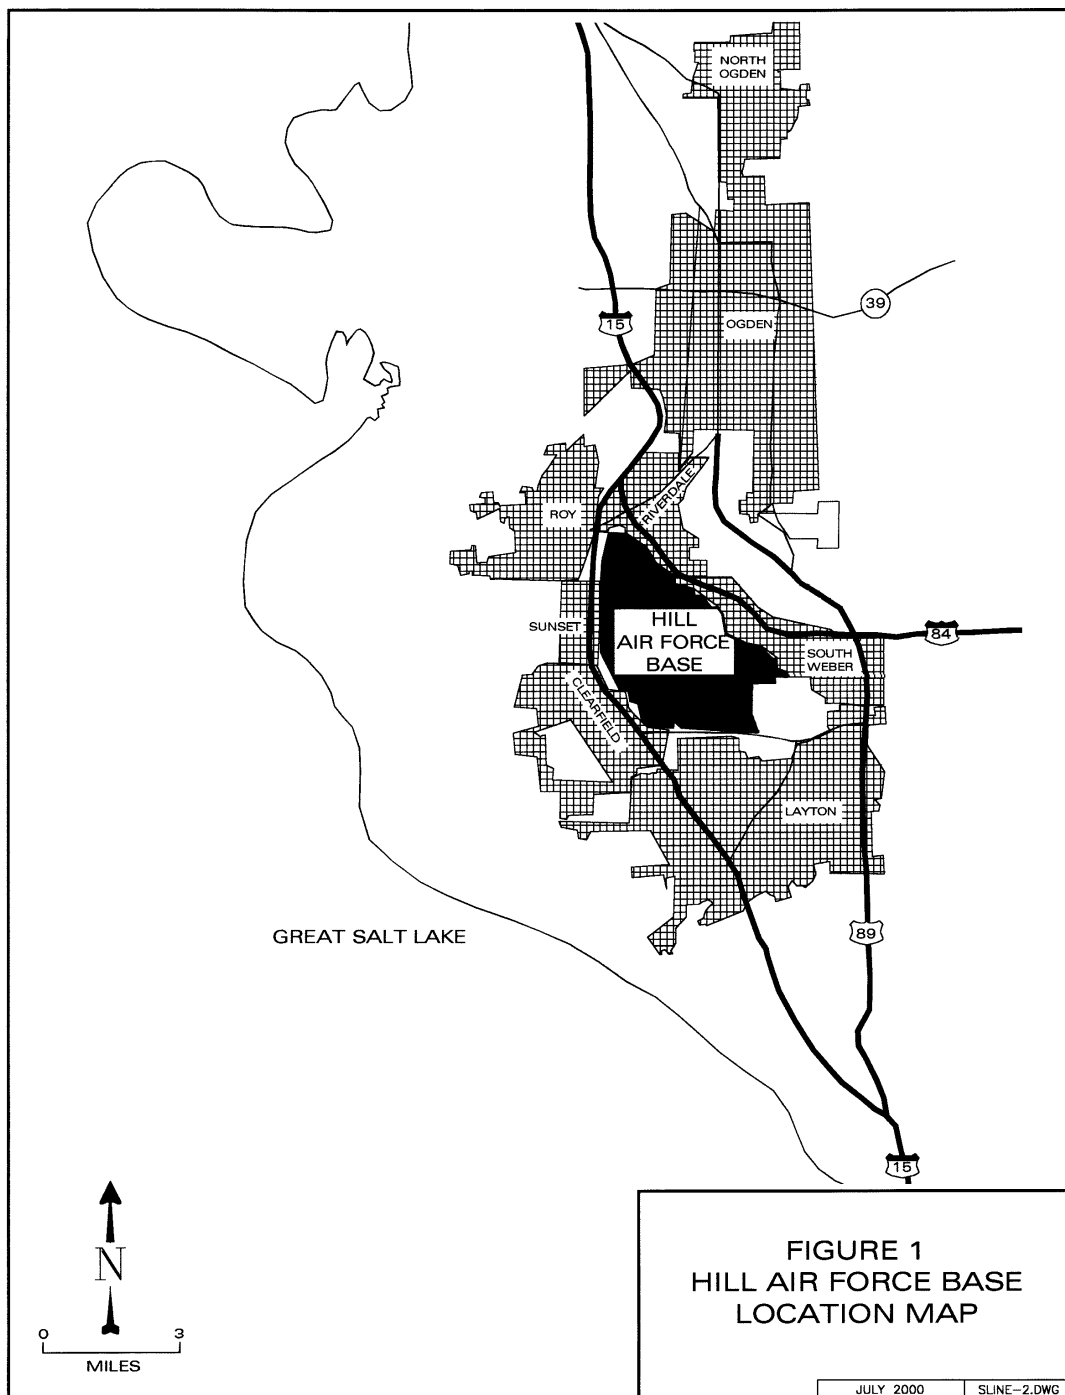 NORTH
OGDEN
39
15
OGDEN
RIVERDALE
ROY
HILL
AIR FORCE
BASE
SUNSET
84
SOUTH
WEBER
CLEARFIELD
LAYTON
89
GREAT SALT LAKE
15
N
0 3
MILES
FIGURE 1
HILL AIR FORCE BASE
LOCATION MAP
JULY 2000 SLINE-2.DWG